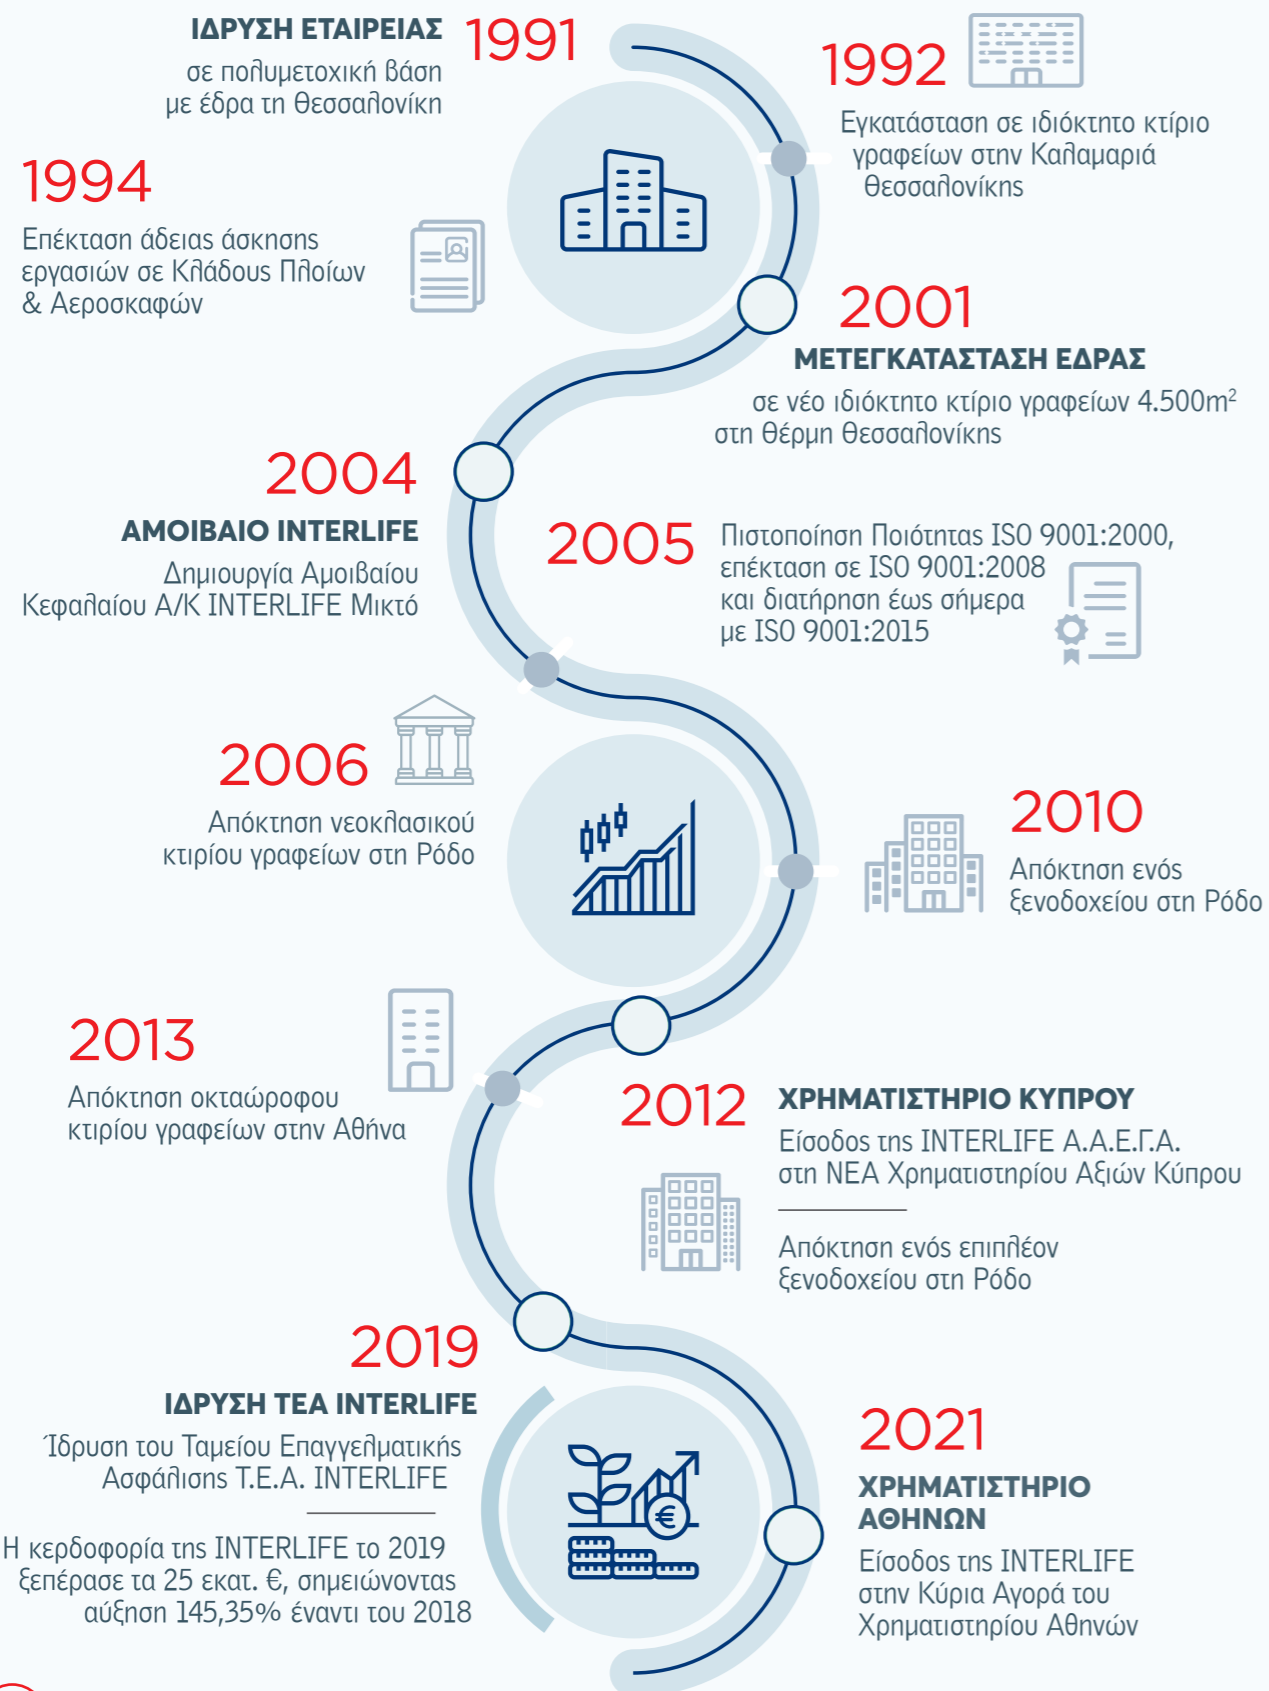 ΙΔΡΥΣΗ ΕΤΑΙΡΕΙΑΣ
1991
σε πολυμετοχική βάση
με έδρα τη Θεσσαλονίκη
1992
Εγκατάσταση σε ιδιόκτητο κτίριο
γραφείων στην Καλαμαριά
Θεσσαλονίκης
1994
Επέκταση άδειας άσκησης
εργασιών σε Κλάδους Πλοίων
& Αεροσκαφών
2001
ΜΕΤΕΓΚΑΤΑΣΤΑΣΗ ΕΔΡΑΣ
σε νέο ιδιόκτητο κτίριο γραφείων 4.500m²
στη Θέρμη Θεσσαλονίκης
2004
ΑΜΟΙΒΑΙΟ INTERLIFE
Δημιουργία Αμοιβαίου
Κεφαλαίου Α/Κ INTERLIFE Μικτό
2005
Πιστοποίηση Ποιότητας ISO 9001:2000,
επέκταση σε ISO 9001:2008
και διατήρηση έως σήμερα
με ISO 9001:2015
2006
Απόκτηση νεοκλασικού
κτιρίου γραφείων στη Ρόδο
2010
Απόκτηση ενός
ξενοδοχείου στη Ρόδο
2013
Απόκτηση οκταώροφου
κτιρίου γραφείων στην Αθήνα
2012
ΧΡΗΜΑΤΙΣΤΗΡΙΟ ΚΥΠΡΟΥ
Είσοδος της INTERLIFE Α.Α.Ε.Γ.Α.
στη ΝΕΑ Χρηματιστηρίου Αξιών Κύπρου
Απόκτηση ενός επιπλέον
ξενοδοχείου στη Ρόδο
2019
ΙΔΡΥΣΗ ΤΕΑ INTERLIFE
Ίδρυση του Ταμείου Επαγγελματικής
Ασφάλισης Τ.Ε.Α. INTERLIFE
Η κερδοφορία της INTERLIFE το 2019
ξεπέρασε τα 25 εκατ. €, σημειώνοντας
αύξηση 145,35% έναντι του 2018
2021
ΧΡΗΜΑΤΙΣΤΗΡΙΟ
ΑΘΗΝΩΝ
Είσοδος της INTERLIFE
στην Κύρια Αγορά του
Χρηματιστηρίου Αθηνών
€